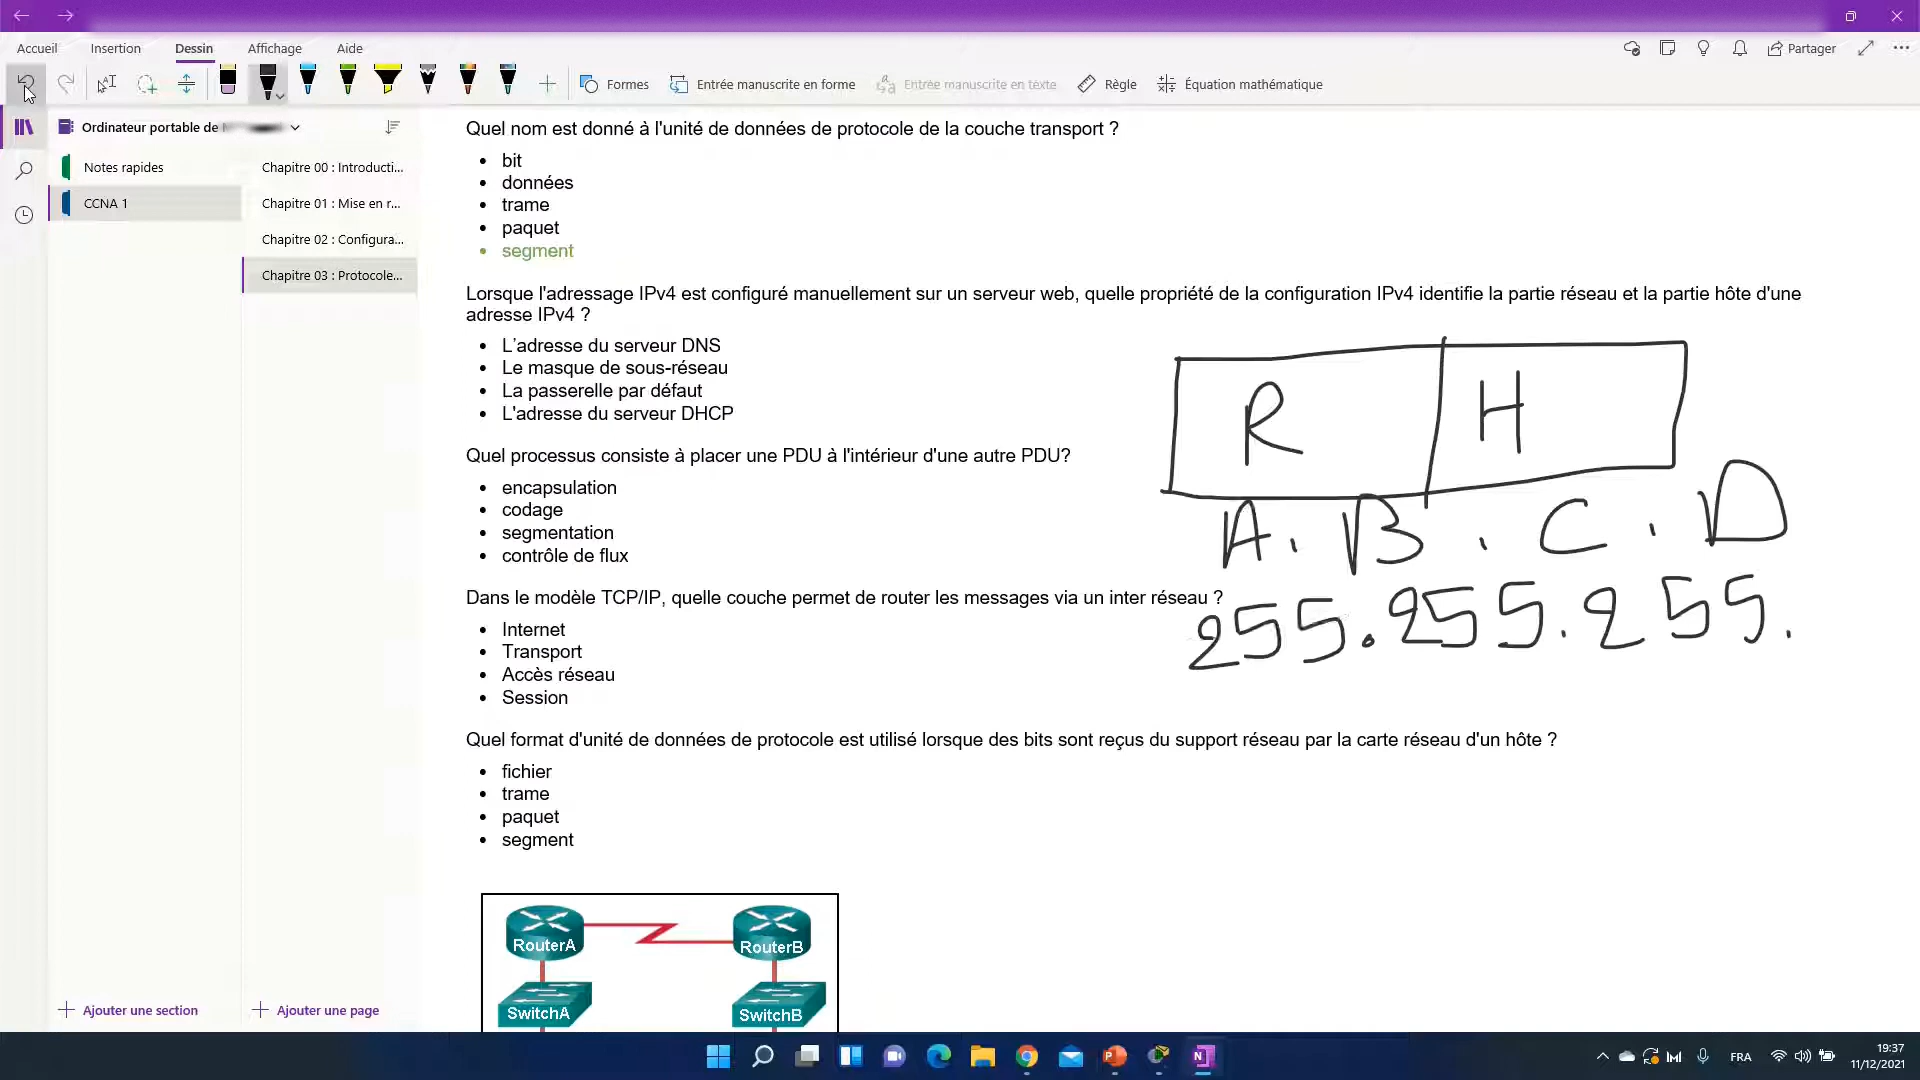 Accueil
Insertion
Dessin
Affichage
Aide
Partager
Formes
Entrée manuscrite en forme
Entrée manuscrite en texte
Règle
Équation mathématique
Ordinateur portable de
Notes rapides
CCNA 1
Chapitre 00 : Introducti...
Chapitre 01 : Mise en r...
Chapitre 02 : Configura...
Chapitre 03 : Protocole...
Quel nom est donné à l'unité de données de protocole de la couche transport ?
• bit
• données
• trame
• paquet
• segment
Lorsque l'adressage IPv4 est configuré manuellement sur un serveur web, quelle propriété de la configuration IPv4 identifie la partie réseau et la partie hôte d'une
adresse IPv4 ?
• L’adresse du serveur DNS
• Le masque de sous-réseau
• La passerelle par défaut
• L'adresse du serveur DHCP
R H
A . B . C . D
255.255.255.
Quel processus consiste à placer une PDU à l'intérieur d'une autre PDU?
• encapsulation
• codage
• segmentation
• contrôle de flux
Dans le modèle TCP/IP, quelle couche permet de router les messages via un inter réseau ?
• Internet
• Transport
• Accès réseau
• Session
Quel format d'unité de données de protocole est utilisé lorsque des bits sont reçus du support réseau par la carte réseau d'un hôte ?
• fichier
• trame
• paquet
• segment
RouterA
RouterB
SwitchA
SwitchB
Ajouter une section
Ajouter une page
FRA
19:37
11/12/2021